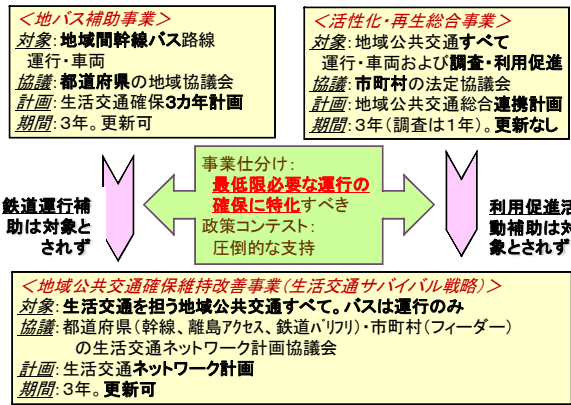 <地バス補助事業>
対象:地域間幹線バス路線
運行・車両
協議:都道府県の地域協議会
計画:生活交通確保3カ年計画
期間:3年。更新可
<活性化・再生総合事業>
対象:地域公共交通すべて
運行・車両および調査・利用促進
協議:市町村の法定協議会
計画:地域公共交通総合連携計画
期間:3年(調査は1年)。更新なし
事業仕分け:
最低限必要な運行の
確保に特化すべき
政策コンテスト:
圧倒的な支持
鉄道運行補
助は対象と
されず
利用促進活
動補助は対
象とされず
<地域公共交通確保維持改善事業(生活交通サバイバル戦略)>
対象:生活交通を担う地域公共交通すべて。バスは運行のみ
協議:都道府県(幹線、離島アクセス、鉄道バリフリ)・市町村(フィーダー)
の生活交通ネットワーク計画協議会
計画:生活交通ネットワーク計画
期間:3年。更新可